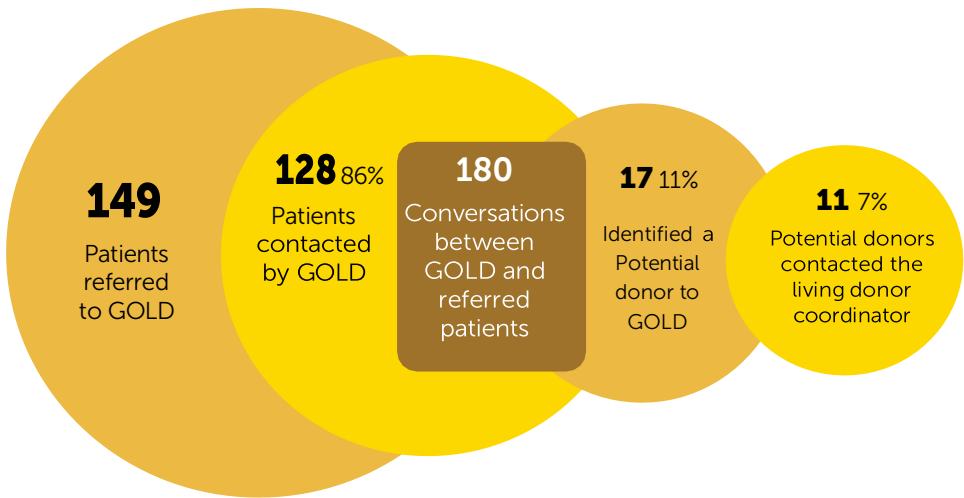 149
Patients
referred
to GOLD
128 86%
Patients
contacted
by GOLD
180
Conversations
between
GOLD and
referred
patients
17 11%
Identified a
Potential
donor to
GOLD
11 7%
Potential donors
contacted the
living donor
coordinator